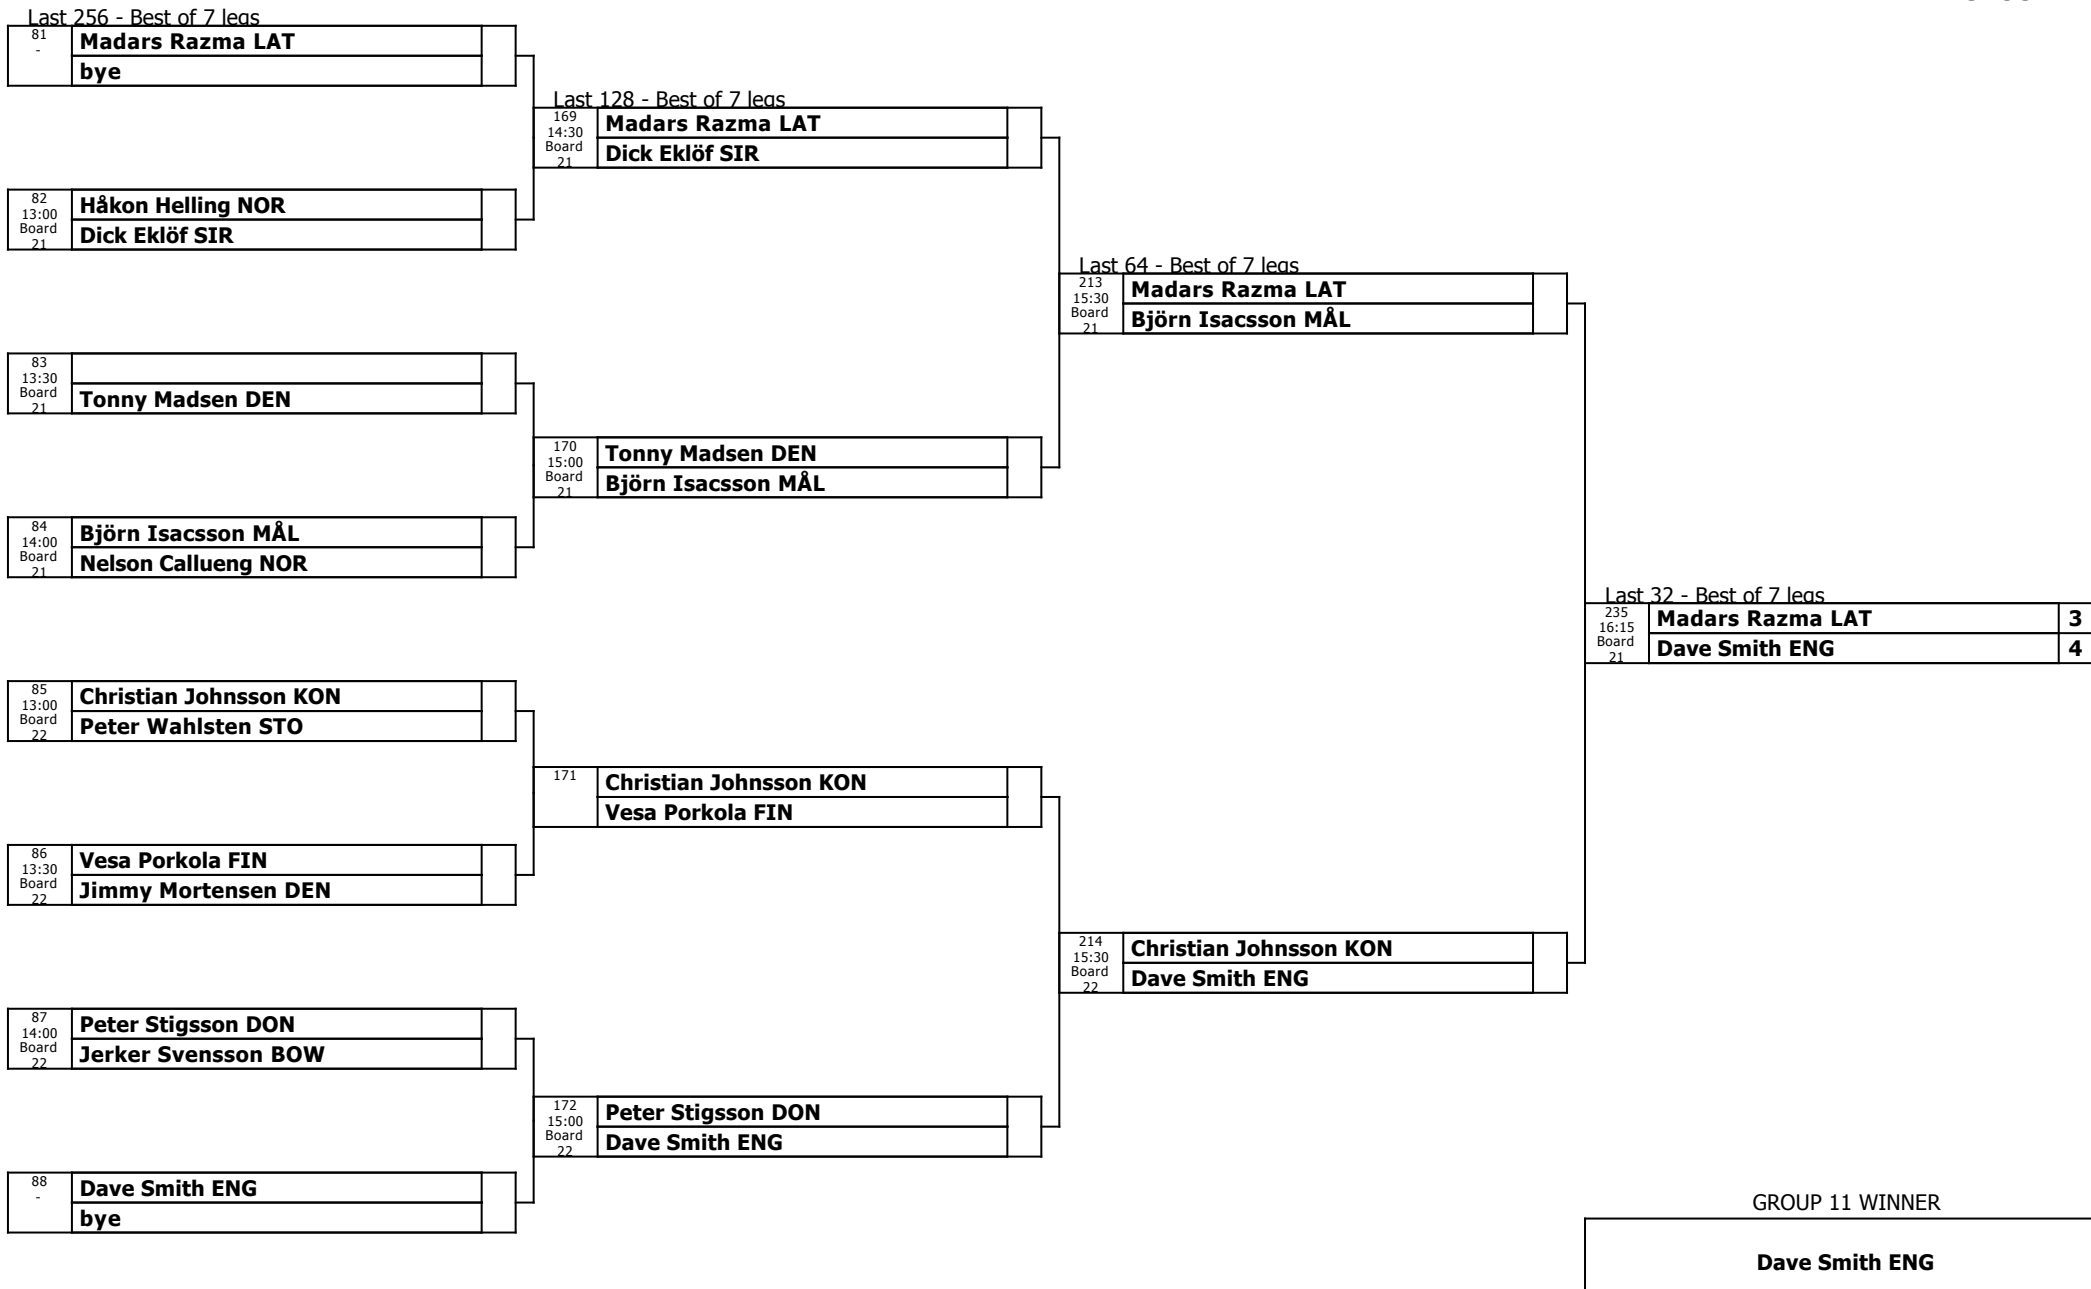 Last 256 - Best of 7 legs
81
-
Madars Razma LAT
bye
Last 128 - Best of 7 legs
169
14:30
Board
21
Madars Razma LAT
Dick Eklöf SIR
82
13:00
Board
21
Håkon Helling NOR
Dick Eklöf SIR
Last 64 - Best of 7 legs
213
15:30
Board
21
Madars Razma LAT
Björn Isacsson MÅL
83
13:30
Board
21
Tonny Madsen DEN
170
15:00
Board
21
Tonny Madsen DEN
Björn Isacsson MÅL
84
14:00
Board
21
Björn Isacsson MÅL
Nelson Callueng NOR
Last 32 - Best of 7 legs
235
16:15
Board
21
Madars Razma LAT 3
Dave Smith ENG 4
85
13:00
Board
22
Christian Johnsson KON
Peter Wahlsten STO
171
Christian Johnsson KON
Vesa Porkola FIN
86
13:30
Board
22
Vesa Porkola FIN
Jimmy Mortensen DEN
214
15:30
Board
22
Christian Johnsson KON
Dave Smith ENG
87
14:00
Board
22
Peter Stigsson DON
Jerker Svensson BOW
172
15:00
Board
22
Peter Stigsson DON
Dave Smith ENG
88
-
Dave Smith ENG
bye
GROUP 11 WINNER
Dave Smith ENG